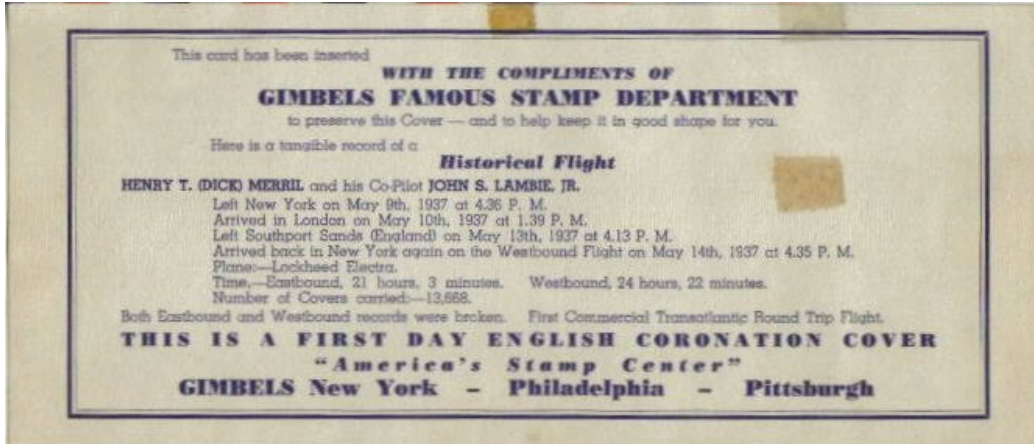 This card has been inserted
WITH THE COMPLIMENTS OF
GIMBELS FAMOUS STAMP DEPARTMENT
to preserve this Cover — and to help keep it in good shape for you.
Here is a tangible record of a
Historical Flight
HENRY T. (DICK) MERRIL and his Co-Pilot JOHN S. LAMBIE, JR.
Left New York on May 9th, 1937 at 4.36 P. M.
Arrived in London on May 10th, 1937 at 1.39 P. M.
Left Southport Sands (England) on May 13th, 1937 at 4.13 P. M.
Arrived back in New York again on the Westbound Flight on May 14th, 1937 at 4.35 P. M.
Plane:—Lockheed Electra.
Time,—Eastbound, 21 hours, 3 minutes. Westbound, 24 hours, 22 minutes.
Number of Covers carried:—13,668.
Both Eastbound and Westbound records were broken. First Commercial Transatlantic Round Trip Flight.
THIS IS A FIRST DAY ENGLISH CORONATION COVER
"America's Stamp Center"
GIMBELS New York – Philadelphia – Pittsburgh